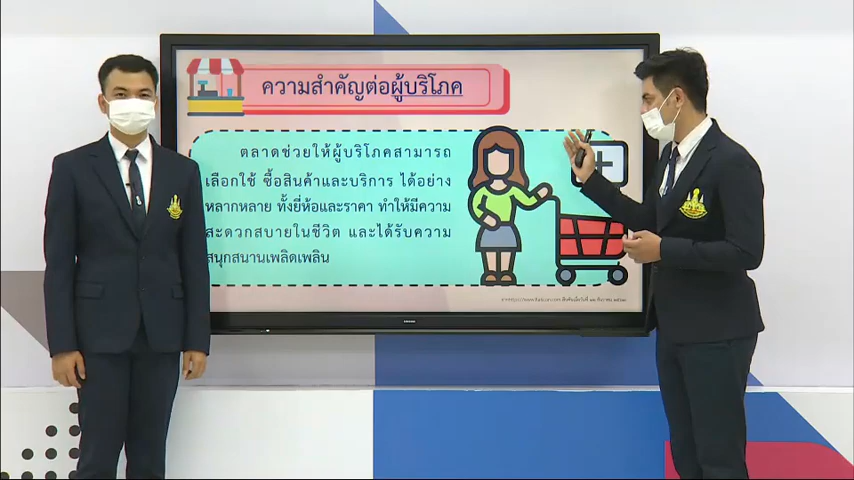 ความสำคัญต่อผู้บริโภค
ตลาดช่วยให้ผู้บริโภคสามารถ
เลือกใช้ ซื้อสินค้าและบริการ ได้อย่าง
หลากหลาย ทั้งยี่ห้อและราคา ทำให้มีความ
สะดวกสบายในชีวิต และได้รับความ
สนุกสนานเพลิดเพลิน